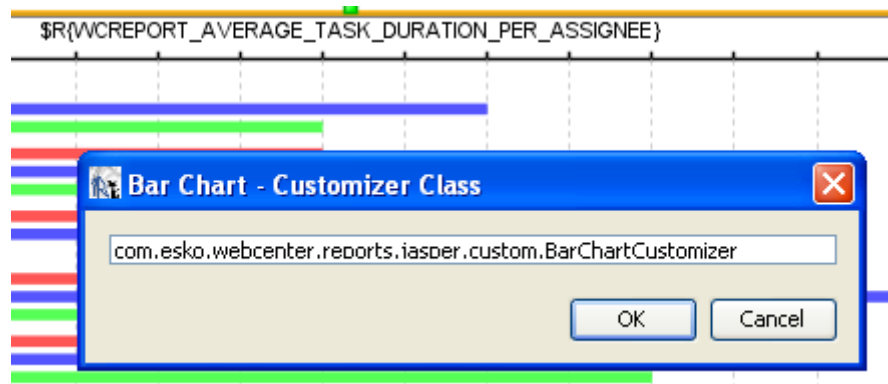 $R{WCREPORT_AVERAGE_TASK_DURATION_PER_ASSIGNEE}
Bar Chart - Customizer Class
com.esko.webcenter.reports.jasper.custom.BarChartCustomizer
OK
Cancel